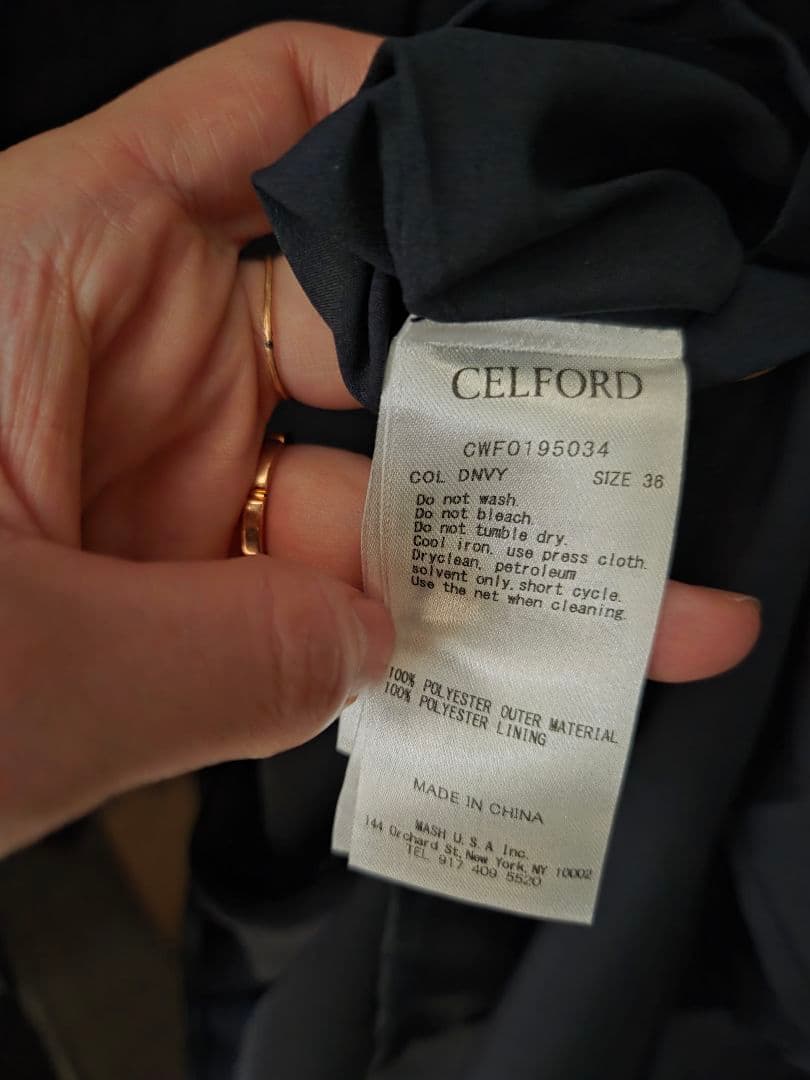 CELFORD
CWF0195034
COL DNVY SIZE 36
Do not wash.
Do not bleach.
Do not tumble dry.
Cool iron, use press cloth.
Dryclean, petroleum
solvent only.short cycle.
Use the net when cleaning.
100% POLYESTER OUTER MATERIAL
100% POLYESTER LINING
MADE IN CHINA
MASH U.S.A Inc.
144 Orchard St.New York,NY 10002
TEL 917 409 5520